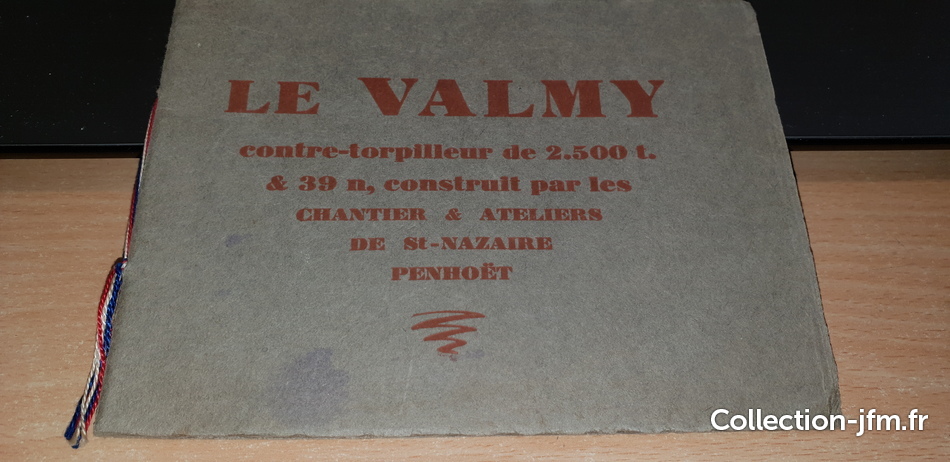 LE VALMY
contre-torpilleur de 2.500 t.
& 39 n, construit par les
CHANTIER & ATELIERS
DE St-NAZAIRE
PENHOËT
Collection-jfm.fr